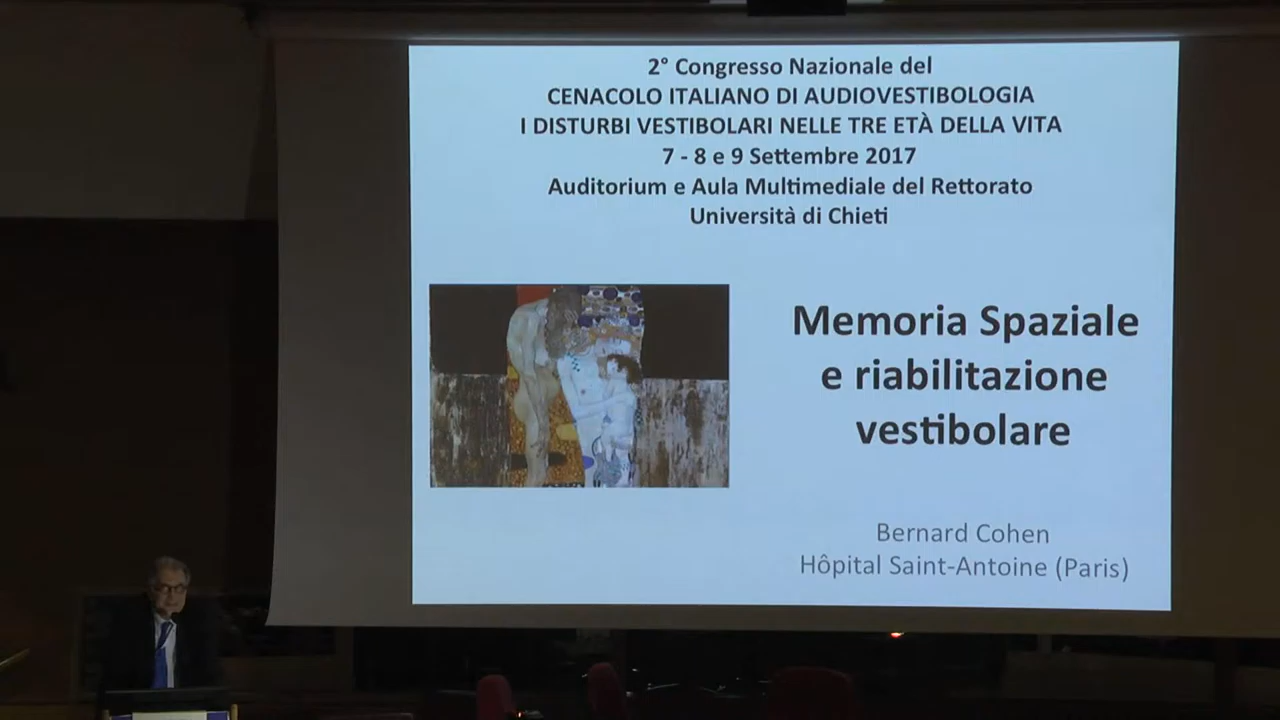 2° Congresso Nazionale del
CENACOLO ITALIANO DI AUDIOVESTIBOLOGIA
I DISTURBI VESTIBOLARI NELLE TRE ETÀ DELLA VITA
7 - 8 e 9 Settembre 2017
Auditorium e Aula Multimediale del Rettorato
Università di Chieti
Memoria Spaziale
e riabilitazione
vestibolare
Bernard Cohen
Hôpital Saint-Antoine (Paris)